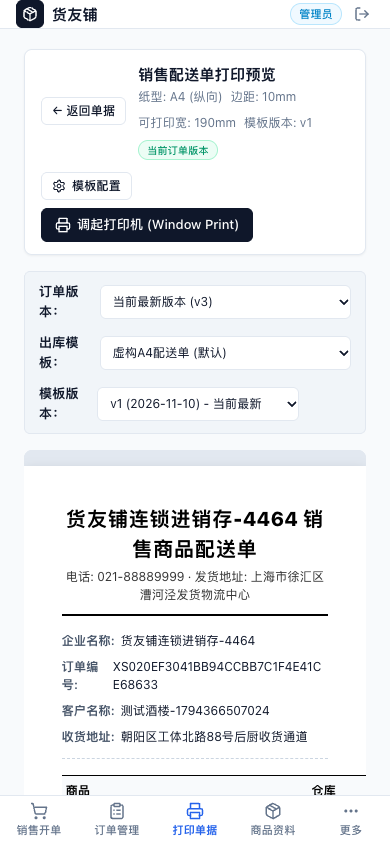 货友铺
管理员
← 返回单据
销售配送单打印预览
纸型: A4 (纵向) 边距: 10mm
可打印宽: 190mm 模板版本: v1
当前订单版本
模板配置
调起打印机 (Window Print)
订单版
本:
当前最新版本 (v3)
出库模
板:
虚构A4配送单 (默认)
模板版
本:
v1 (2026-11-10) - 当前最新
货友铺连锁进销存-4464 销
售商品配送单
电话: 021-88889999 · 发货地址: 上海市徐汇区
漕河泾发货物流中心
企业名称: 货友铺连锁进销存-4464
订单编
号:
XS020EF3041BB94CCBB7C1F4E41C
E68633
客户名称: 测试酒楼-1794366507024
收货地址: 朝阳区工体北路88号后厨收货通道
商品 仓库
销售开单 订单管理 打印单据 商品资料 更多